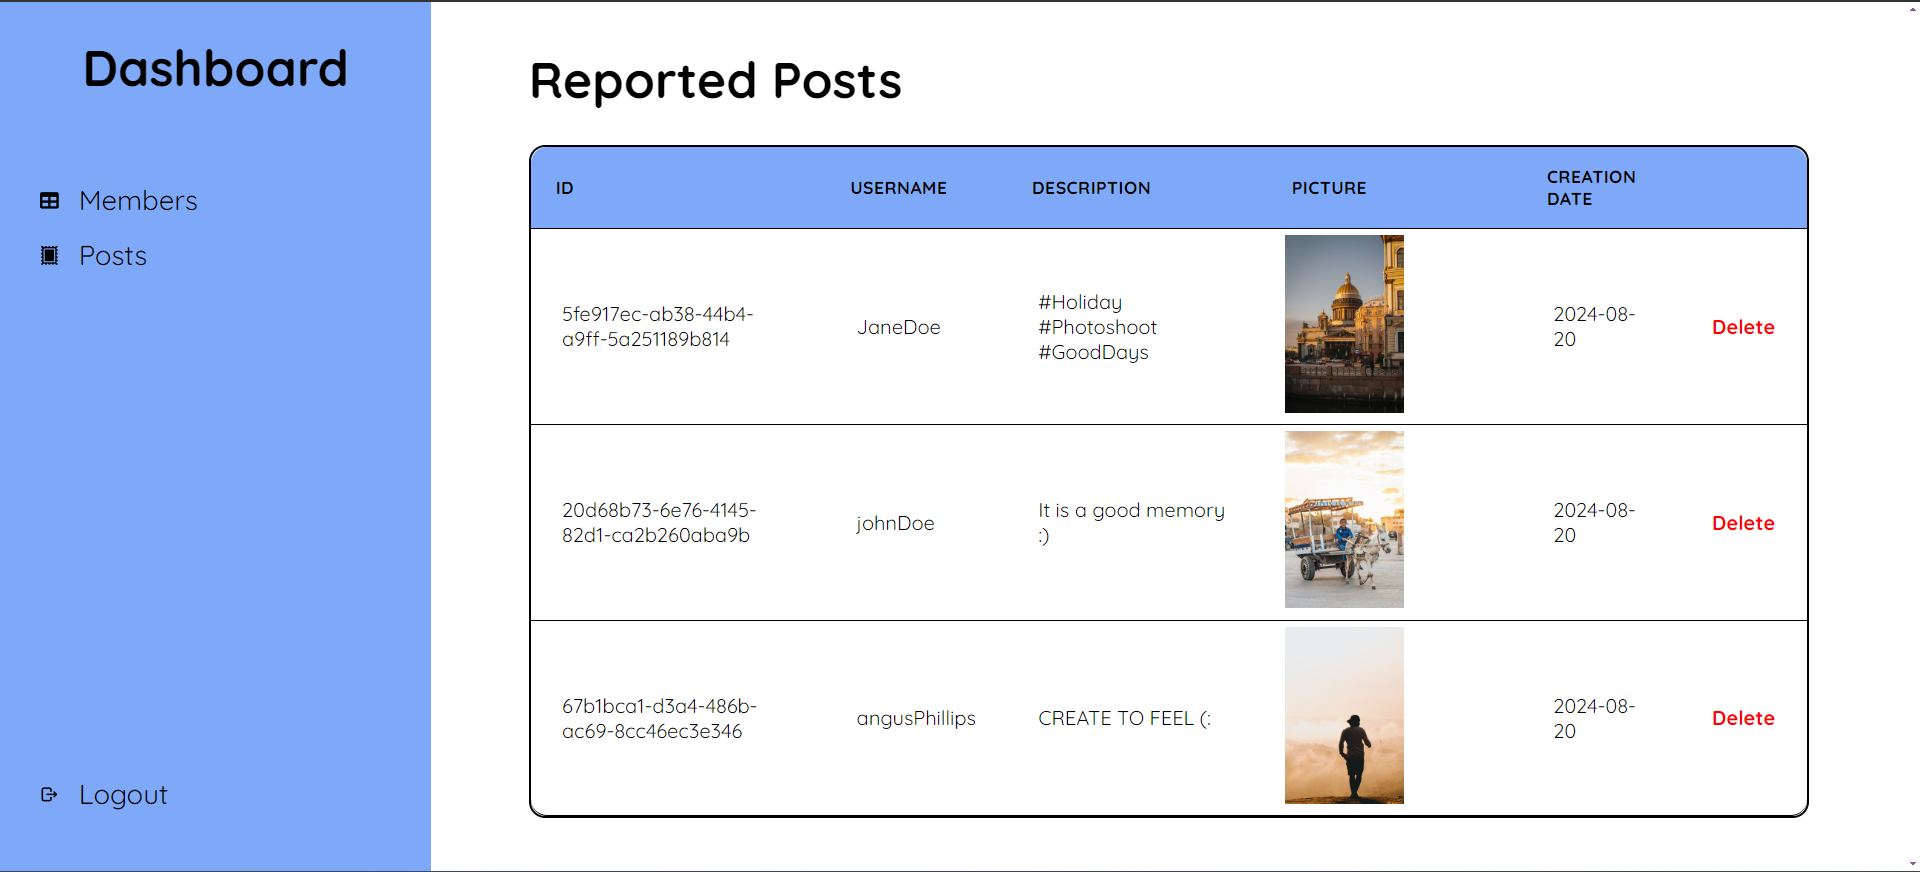 Dashboard
Members
Posts
Logout
Reported Posts
ID
USERNAME
DESCRIPTION
PICTURE
CREATION
DATE
5fe917ec-ab38-44b4-
a9ff-5a251189b814
JaneDoe
#Holiday
#Photoshoot
#GoodDays
2024-08-
20
Delete
20d68b73-6e76-4145-
82d1-ca2b260aba9b
johnDoe
It is a good memory
:)
2024-08-
20
Delete
67b1bca1-d3a4-486b-
ac69-8cc46ec3e346
angusPhillips
CREATE TO FEEL (:
2024-08-
20
Delete